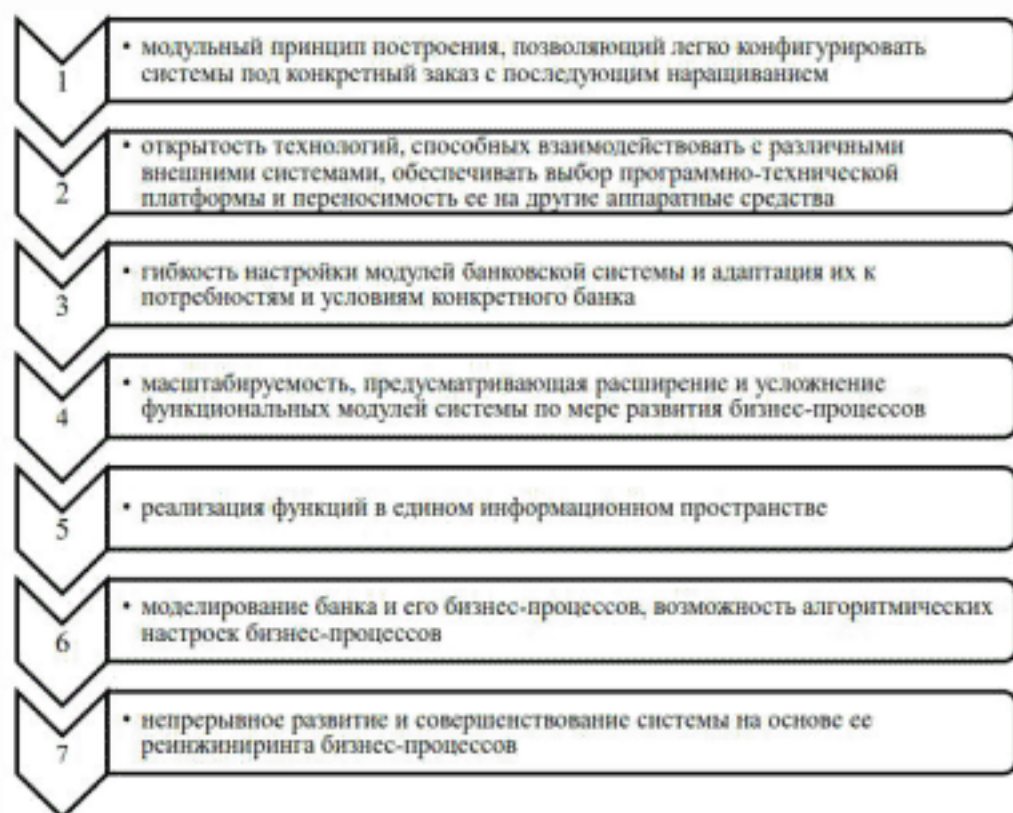 1
• модульный принцип построения, позволяющий легко конфигурировать
системы под конкретный заказ с последующим наращиванием
2
• открытость технологий, способных взаимодействовать с различными
внешними системами, обеспечивать выбор программно-технической
платформы и переносимость ее на другие аппаратные средства
3
• гибкость настройки модулей банковской системы и адаптация их к
потребностям и условиям конкретного банка
4
• масштабируемость, предусматривающая расширение и усложнение
функциональных модулей системы по мере развития бизнес-процессов
5
• реализация функций в едином информационном пространстве
6
• моделирование банка и его бизнес-процессов, возможность алгоритмических
настроек бизнес-процессов
7
• непрерывное развитие и совершенствование системы на основе ее
реинжиниринга бизнес-процессов